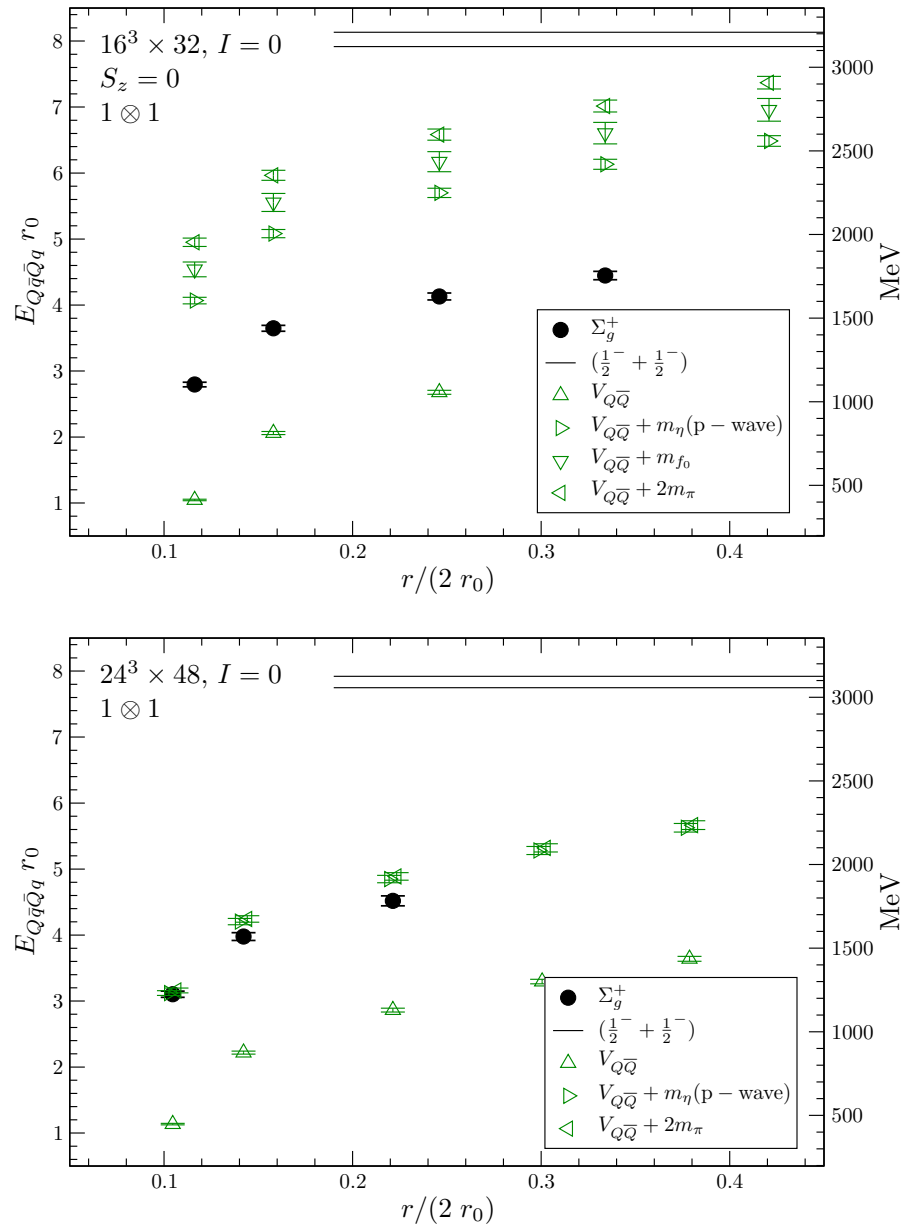 16³ × 32, I = 0
S_z = 0
1 ⊗ 1
8
7
6
5
4
3
2
1
E_{Qq̄Q̄q} r₀
3000
2500
2000
1500
1000
500
MeV
Σ_g^+
(½⁻ + ½⁻)
V_{QQ̄}
V_{QQ̄} + m_η(p − wave)
V_{QQ̄} + m_{f₀}
V_{QQ̄} + 2m_π
0.1
0.2
0.3
0.4
r/(2 r₀)
24³ × 48, I = 0
1 ⊗ 1
8
7
6
5
4
3
2
1
E_{Qq̄Q̄q} r₀
3000
2500
2000
1500
1000
500
MeV
Σ_g^+
(½⁻ + ½⁻)
V_{QQ̄}
V_{QQ̄} + m_η(p − wave)
V_{QQ̄} + 2m_π
0.1
0.2
0.3
0.4
r/(2 r₀)